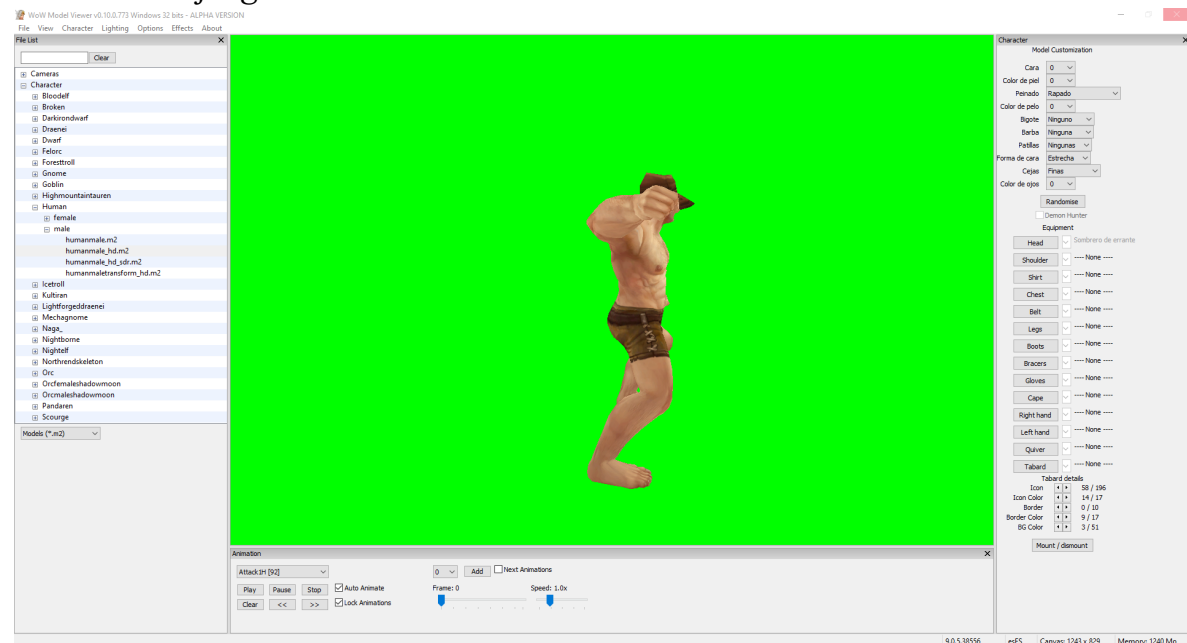 WoW Model Viewer v0.10.0.773 Windows 32 bits - ALPHA VERSION
File View Character Lighting Options Effects About
File List
Clear
Cameras
Character
Bloodelf
Broken
Darkirondwarf
Draenei
Dwarf
Felorc
Foresttroll
Gnome
Goblin
Highmountaintauren
Human
female
male
humanmale.m2
humanmale_hd.m2
humanmale_hd_sdr.m2
humanmaletransform_hd.m2
Icetroll
Kultiran
Lightforgeddraenei
Mechagnome
Naga_
Nightborne
Nightelf
Northrendskeleton
Orc
Orcfemaleshadowmoon
Orcmaleshadowmoon
Pandaren
Scourge
Models (*.m2)
Animation
Attack1H [92]
0 Add Next Animations
Play Pause Stop Auto Animate Frame: 0 Speed: 1.0x
Clear << >> Lock Animations
Character
Model Customization
Cara 0
Color de piel 0
Peinado Rapado
Color de pelo 0
Bigote Ninguno
Barba Ninguna
Patillas Ningunas
Forma de cara Estrecha
Cejas Finas
Color de ojos 0
Randomise
Demon Hunter
Equipment
Head Sombrero de errante
Shoulder ---- None ----
Shirt ---- None ----
Chest ---- None ----
Belt ---- None ----
Legs ---- None ----
Boots ---- None ----
Bracers ---- None ----
Gloves ---- None ----
Cape ---- None ----
Right hand ---- None ----
Left hand ---- None ----
Quiver ---- None ----
Tabard ---- None ----
Tabard details
Icon 58 / 196
Icon Color 14 / 17
Border 0 / 10
Border Color 9 / 17
BG Color 3 / 51
Mount / dismount
9.0.5.38556 esES Canvas: 1243 x 829 Memory: 1240 Mo